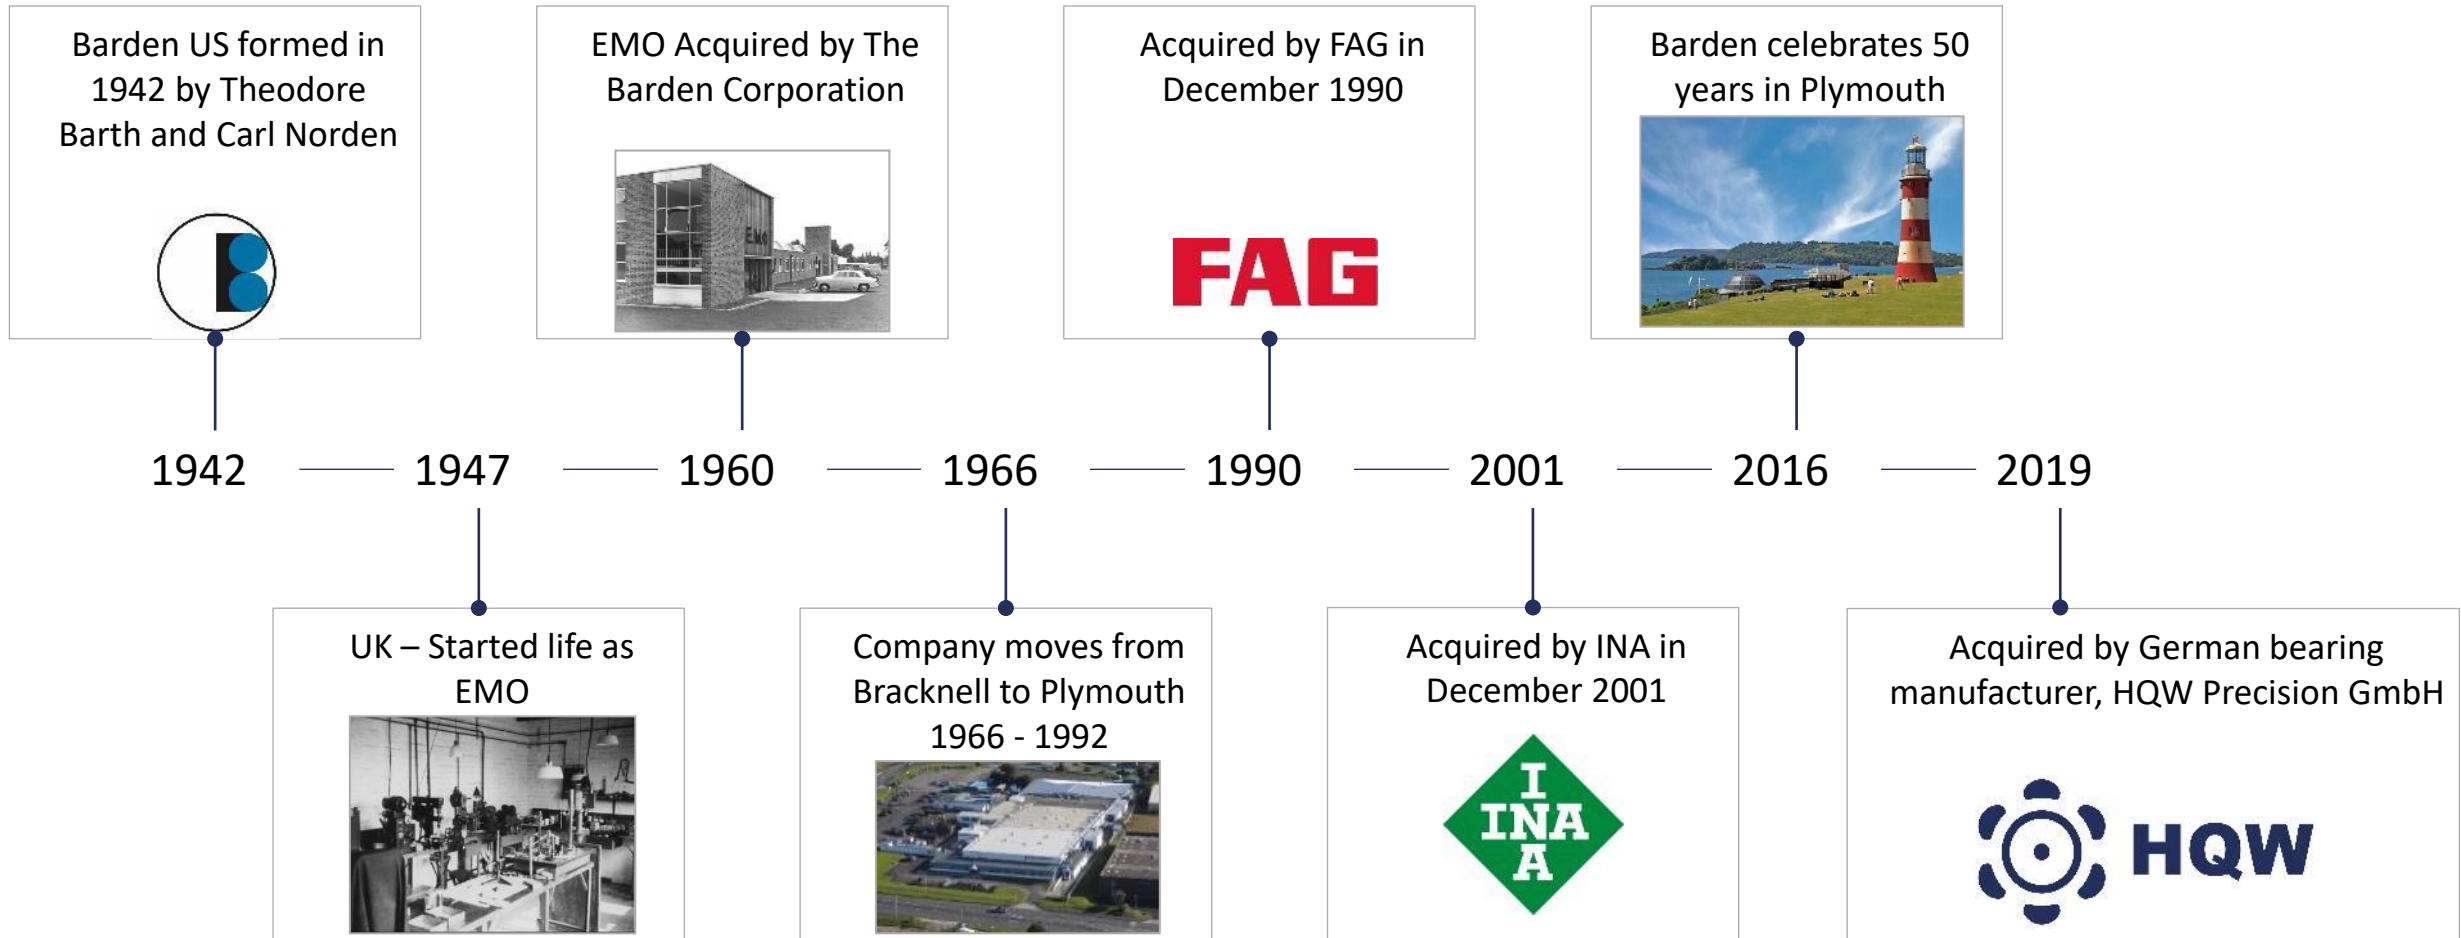 Barden US formed in
1942 by Theodore
Barth and Carl Norden
EMO Acquired by The
Barden Corporation
EMO
Acquired by FAG in
December 1990
FAG
Barden celebrates 50
years in Plymouth
1942
1947
1960
1966
1990
2001
2016
2019
UK – Started life as
EMO
Company moves from
Bracknell to Plymouth
1966 - 1992
Acquired by INA in
December 2001
I
INA
A
Acquired by German bearing
manufacturer, HQW Precision GmbH
HQW